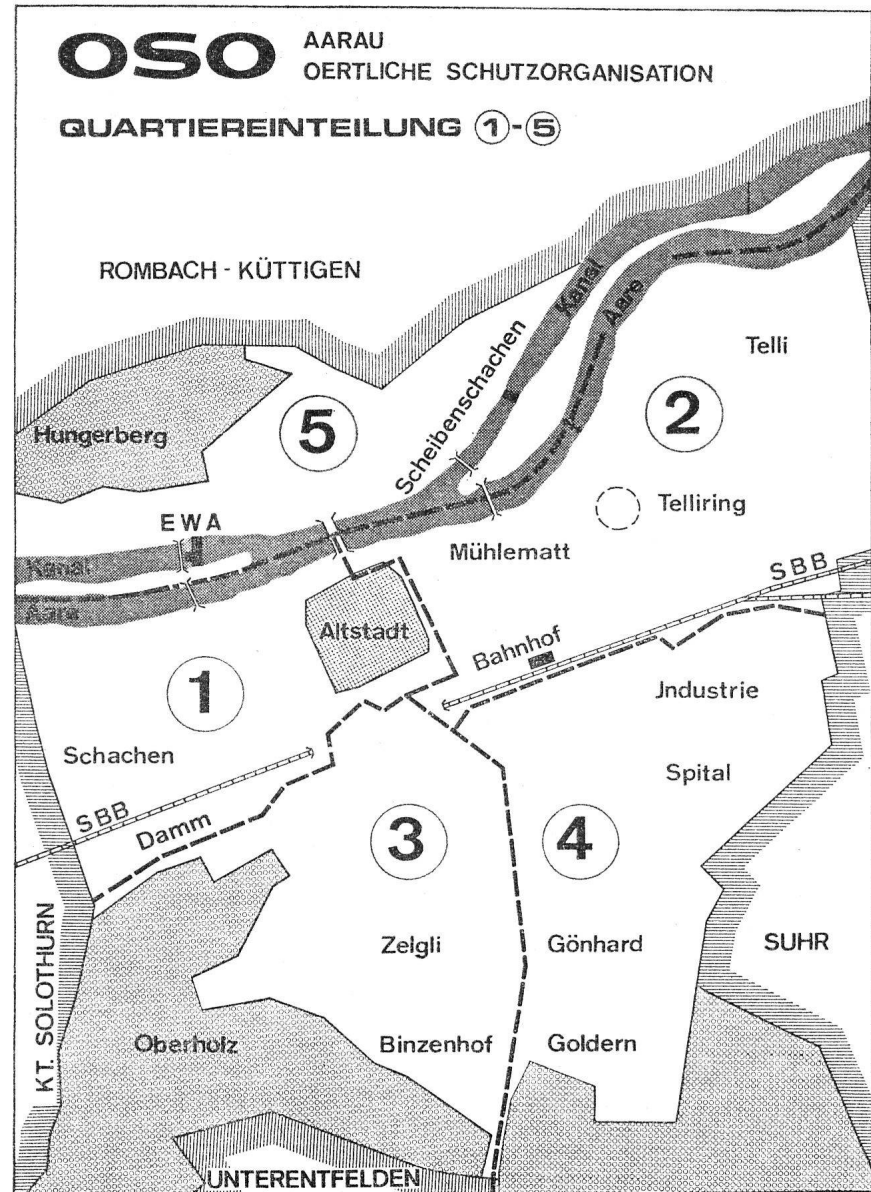 OSO AARAU
OERTLICHE SCHUTZORGANISATION
QUARTIEREINTEILUNG 1-5
ROMBACH - KÜTTIGEN
Kanal
Aare
Scheibenschachen
Telli
2
5
Hungerberg
Telliring
EWA
Mühlematt
Kanal
Aare
SBB
Altstadt
Bahnhof
1
Jndustrie
Schachen
Spital
SBB
Damm
3
4
KT. SOLOTHURN
Zelgli
Gönhard
SUHR
Oberholz
Binzenhof
Goldern
UNTERENTFELDEN